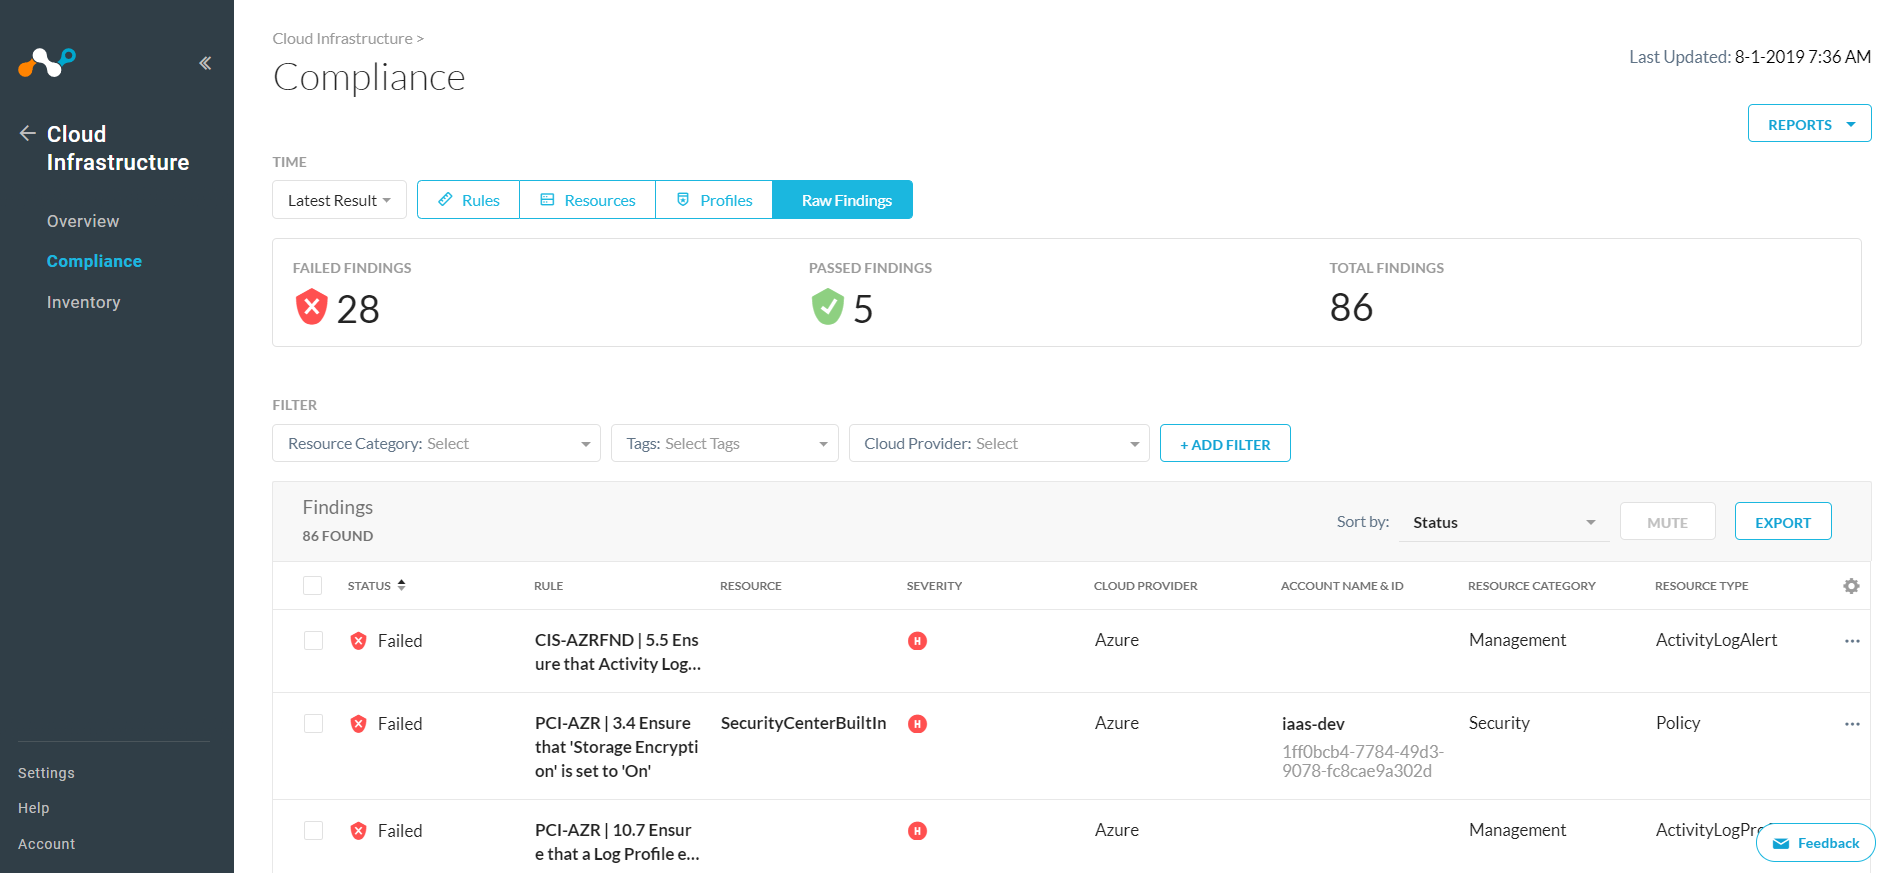 Cloud Infrastructure
Overview
Compliance
Inventory
Settings
Help
Account
Cloud Infrastructure >
Compliance
Last Updated: 8-1-2019 7:36 AM
REPORTS
TIME
Latest Result
Rules
Resources
Profiles
Raw Findings
FAILED FINDINGS
28
PASSED FINDINGS
5
TOTAL FINDINGS
86
FILTER
Resource Category: Select
Tags: Select Tags
Cloud Provider: Select
+ ADD FILTER
Findings
86 FOUND
Sort by: Status
MUTE
EXPORT
STATUS RULE RESOURCE SEVERITY CLOUD PROVIDER ACCOUNT NAME & ID RESOURCE CATEGORY RESOURCE TYPE
Failed
CIS-AZRFND | 5.5 Ens
ure that Activity Log...
H
Azure
Management
ActivityLogAlert
...
Failed
PCI-AZR | 3.4 Ensure
that 'Storage Encrypti
on' is set to 'On'
SecurityCenterBuiltIn
H
Azure
iaas-dev
1ff0bcb4-7784-49d3-
9078-fc8cae9a302d
Security
Policy
...
Failed
PCI-AZR | 10.7 Ensur
e that a Log Profile e...
H
Azure
Management
Feedback